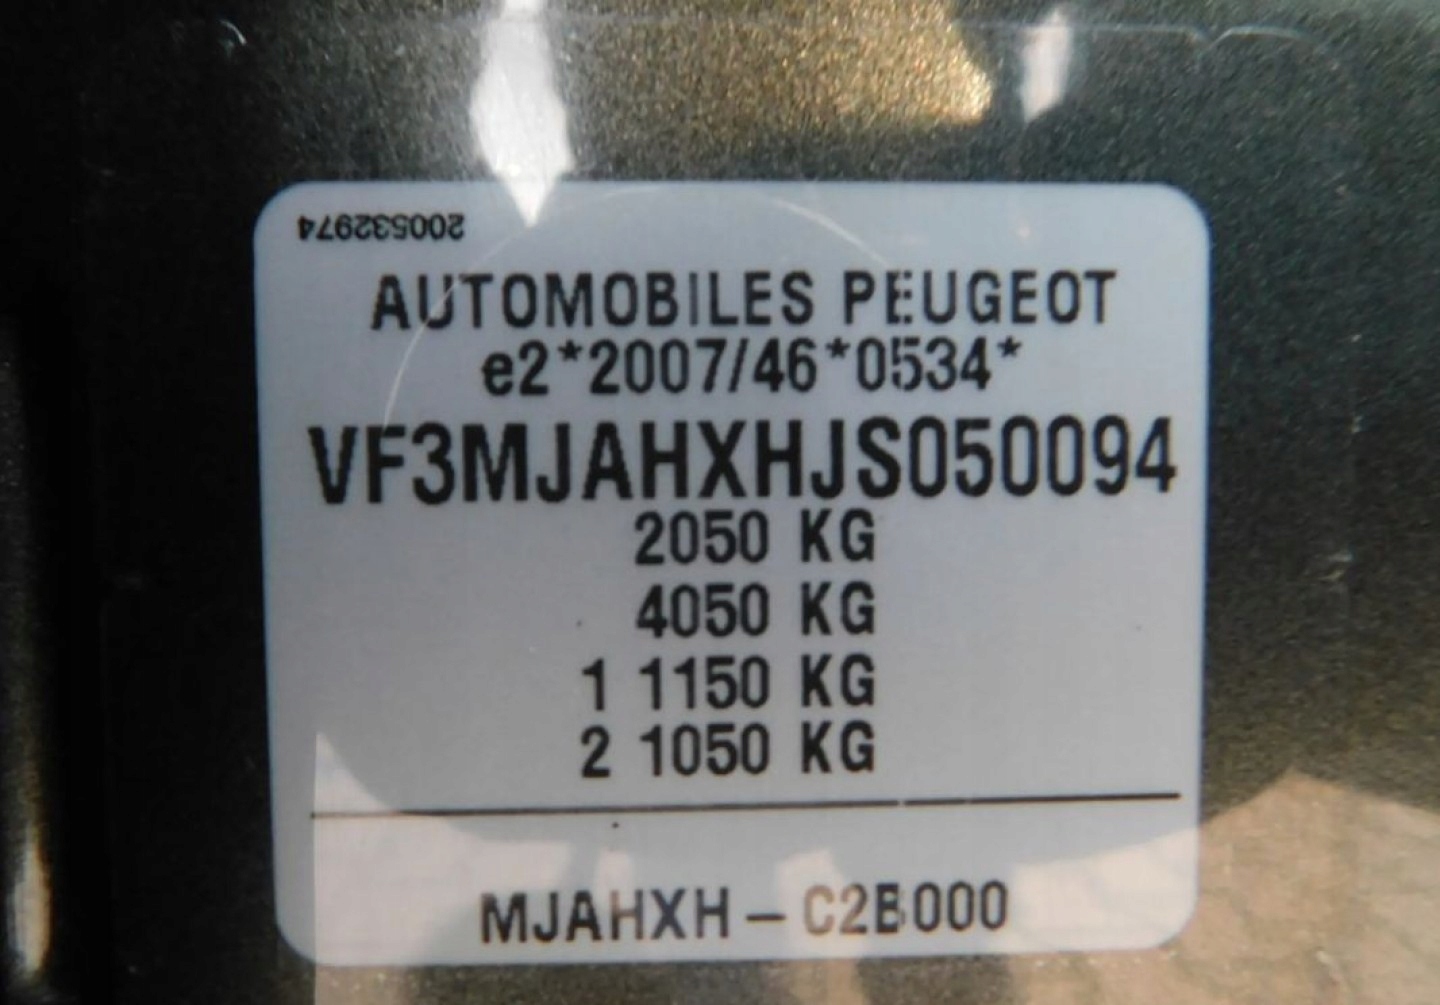 200532974
AUTOMOBILES PEUGEOT
e2*2007/46*0534*
VF3MJAHXHJS050094
2050 KG
4050 KG
1 1150 KG
2 1050 KG
MJAHXH-C2B000